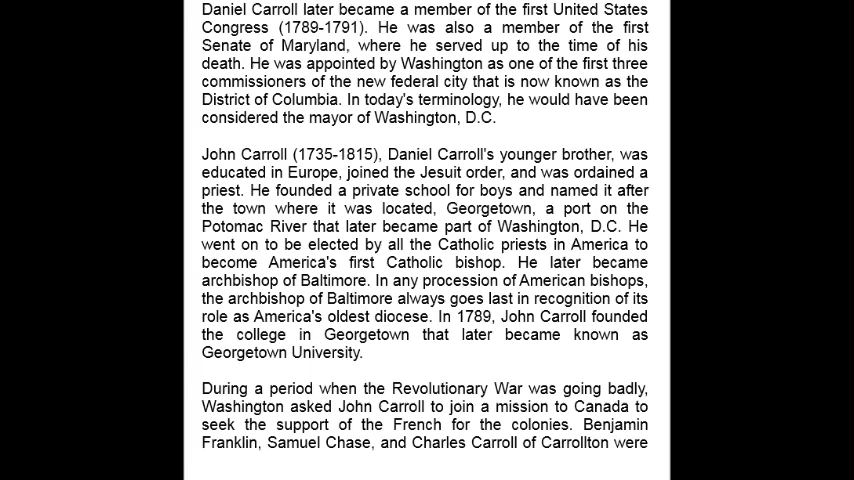 Daniel Carroll later became a member of the first United States
Congress (1789-1791). He was also a member of the first
Senate of Maryland, where he served up to the time of his
death. He was appointed by Washington as one of the first three
commissioners of the new federal city that is now known as the
District of Columbia. In today's terminology, he would have been
considered the mayor of Washington, D.C.
John Carroll (1735-1815), Daniel Carroll's younger brother, was
educated in Europe, joined the Jesuit order, and was ordained a
priest. He founded a private school for boys and named it after
the town where it was located, Georgetown, a port on the
Potomac River that later became part of Washington, D.C. He
went on to be elected by all the Catholic priests in America to
become America's first Catholic bishop. He later became
archbishop of Baltimore. In any procession of American bishops,
the archbishop of Baltimore always goes last in recognition of its
role as America's oldest diocese. In 1789, John Carroll founded
the college in Georgetown that later became known as
Georgetown University.
During a period when the Revolutionary War was going badly,
Washington asked John Carroll to join a mission to Canada to
seek the support of the French for the colonies. Benjamin
Franklin, Samuel Chase, and Charles Carroll of Carrollton were